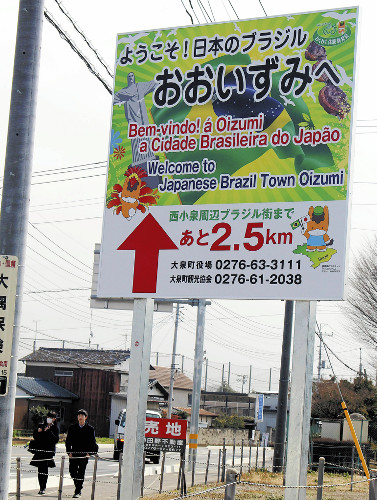 ようこそ!日本のブラジル
おおいずみへ
Bem-vindo! á Oizumi
a Cidade Brasileira do Japão
Welcome to
Japanese Brazil Town Oizumi
西小泉周辺ブラジル街まで
あと2.5km
大泉町役場 0276-63-3111
大泉町観光協会 0276-61-2038
売地